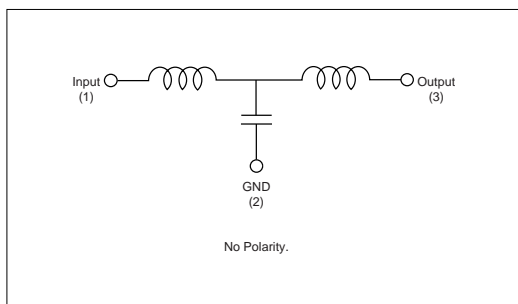 Input
(1)
Output
(3)
GND
(2)
No Polarity.